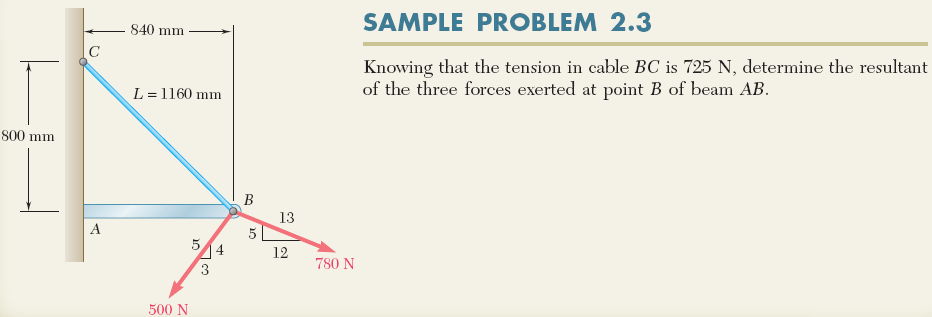 SAMPLE PROBLEM 2.3
Knowing that the tension in cable BC is 725 N, determine the resultant
of the three forces exerted at point B of beam AB.
840 mm
C
L = 1160 mm
800 mm
B
A
13
5
12
780 N
5
4
3
500 N